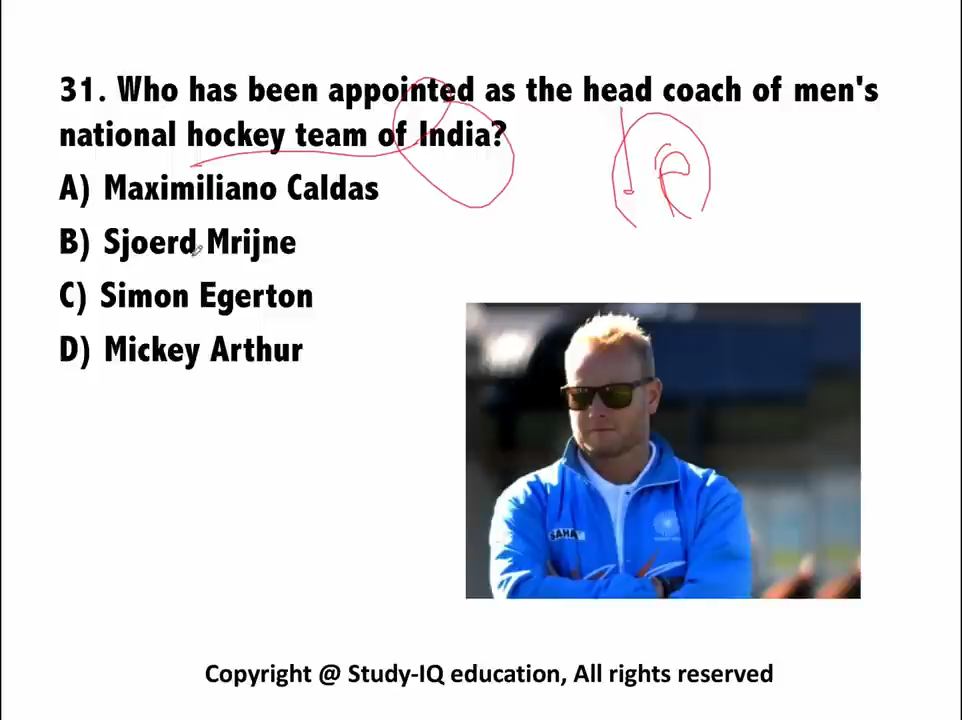 31. Who has been appointed as the head coach of men's
national hockey team of India?
A) Maximiliano Caldas
B) Sjoerd Mrijne
C) Simon Egerton
D) Mickey Arthur
SAHARA
Copyright @ Study-IQ education, All rights reserved